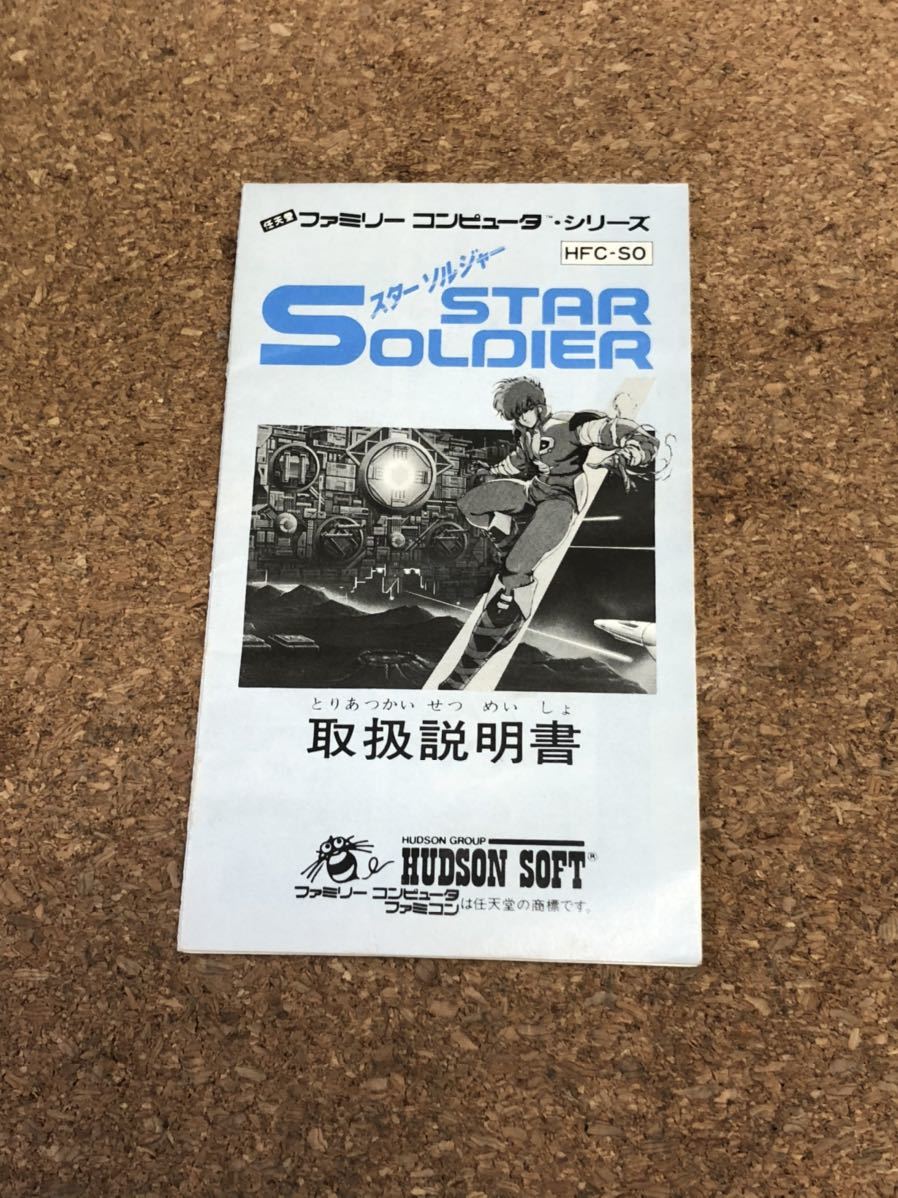 任天堂 ファミリー コンピュータ™・シリーズ
HFC-SO
スターソルジャー
STAR
SOLDIER
とりあつかい せつ めい しょ
取扱説明書
HUDSON GROUP
HUDSON SOFT®
ファミリー コンピュータ
ファミコンは任天堂の商標です。